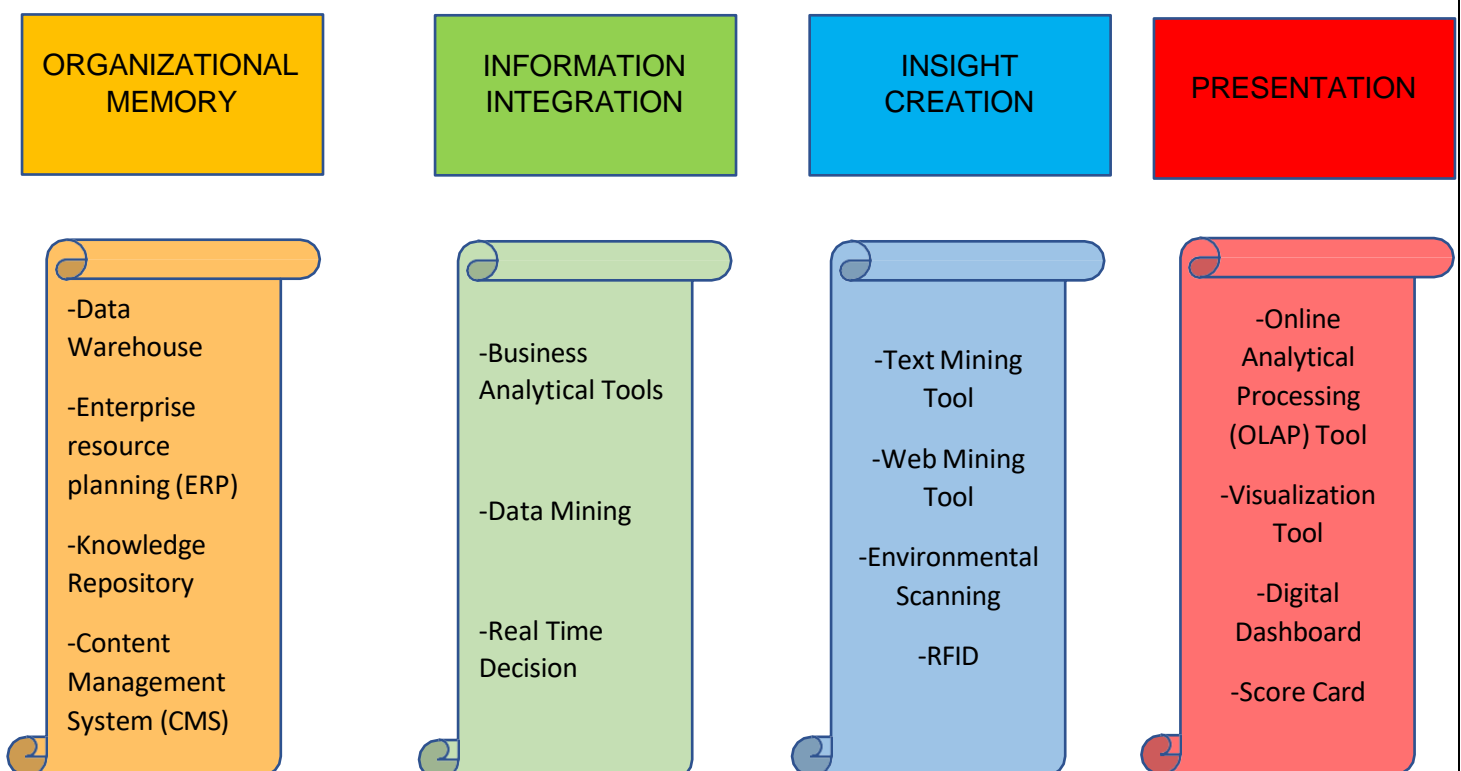 ORGANIZATIONAL
MEMORY
INFORMATION
INTEGRATION
INSIGHT
CREATION
PRESENTATION
-Data
Warehouse
-Enterprise
resource
planning (ERP)
-Knowledge
Repository
-Content
Management
System (CMS)
-Business
Analytical Tools
-Data Mining
-Real Time
Decision
-Text Mining
Tool
-Web Mining
Tool
-Environmental
Scanning
-RFID
-Online
Analytical
Processing
(OLAP) Tool
-Visualization
Tool
-Digital
Dashboard
-Score Card